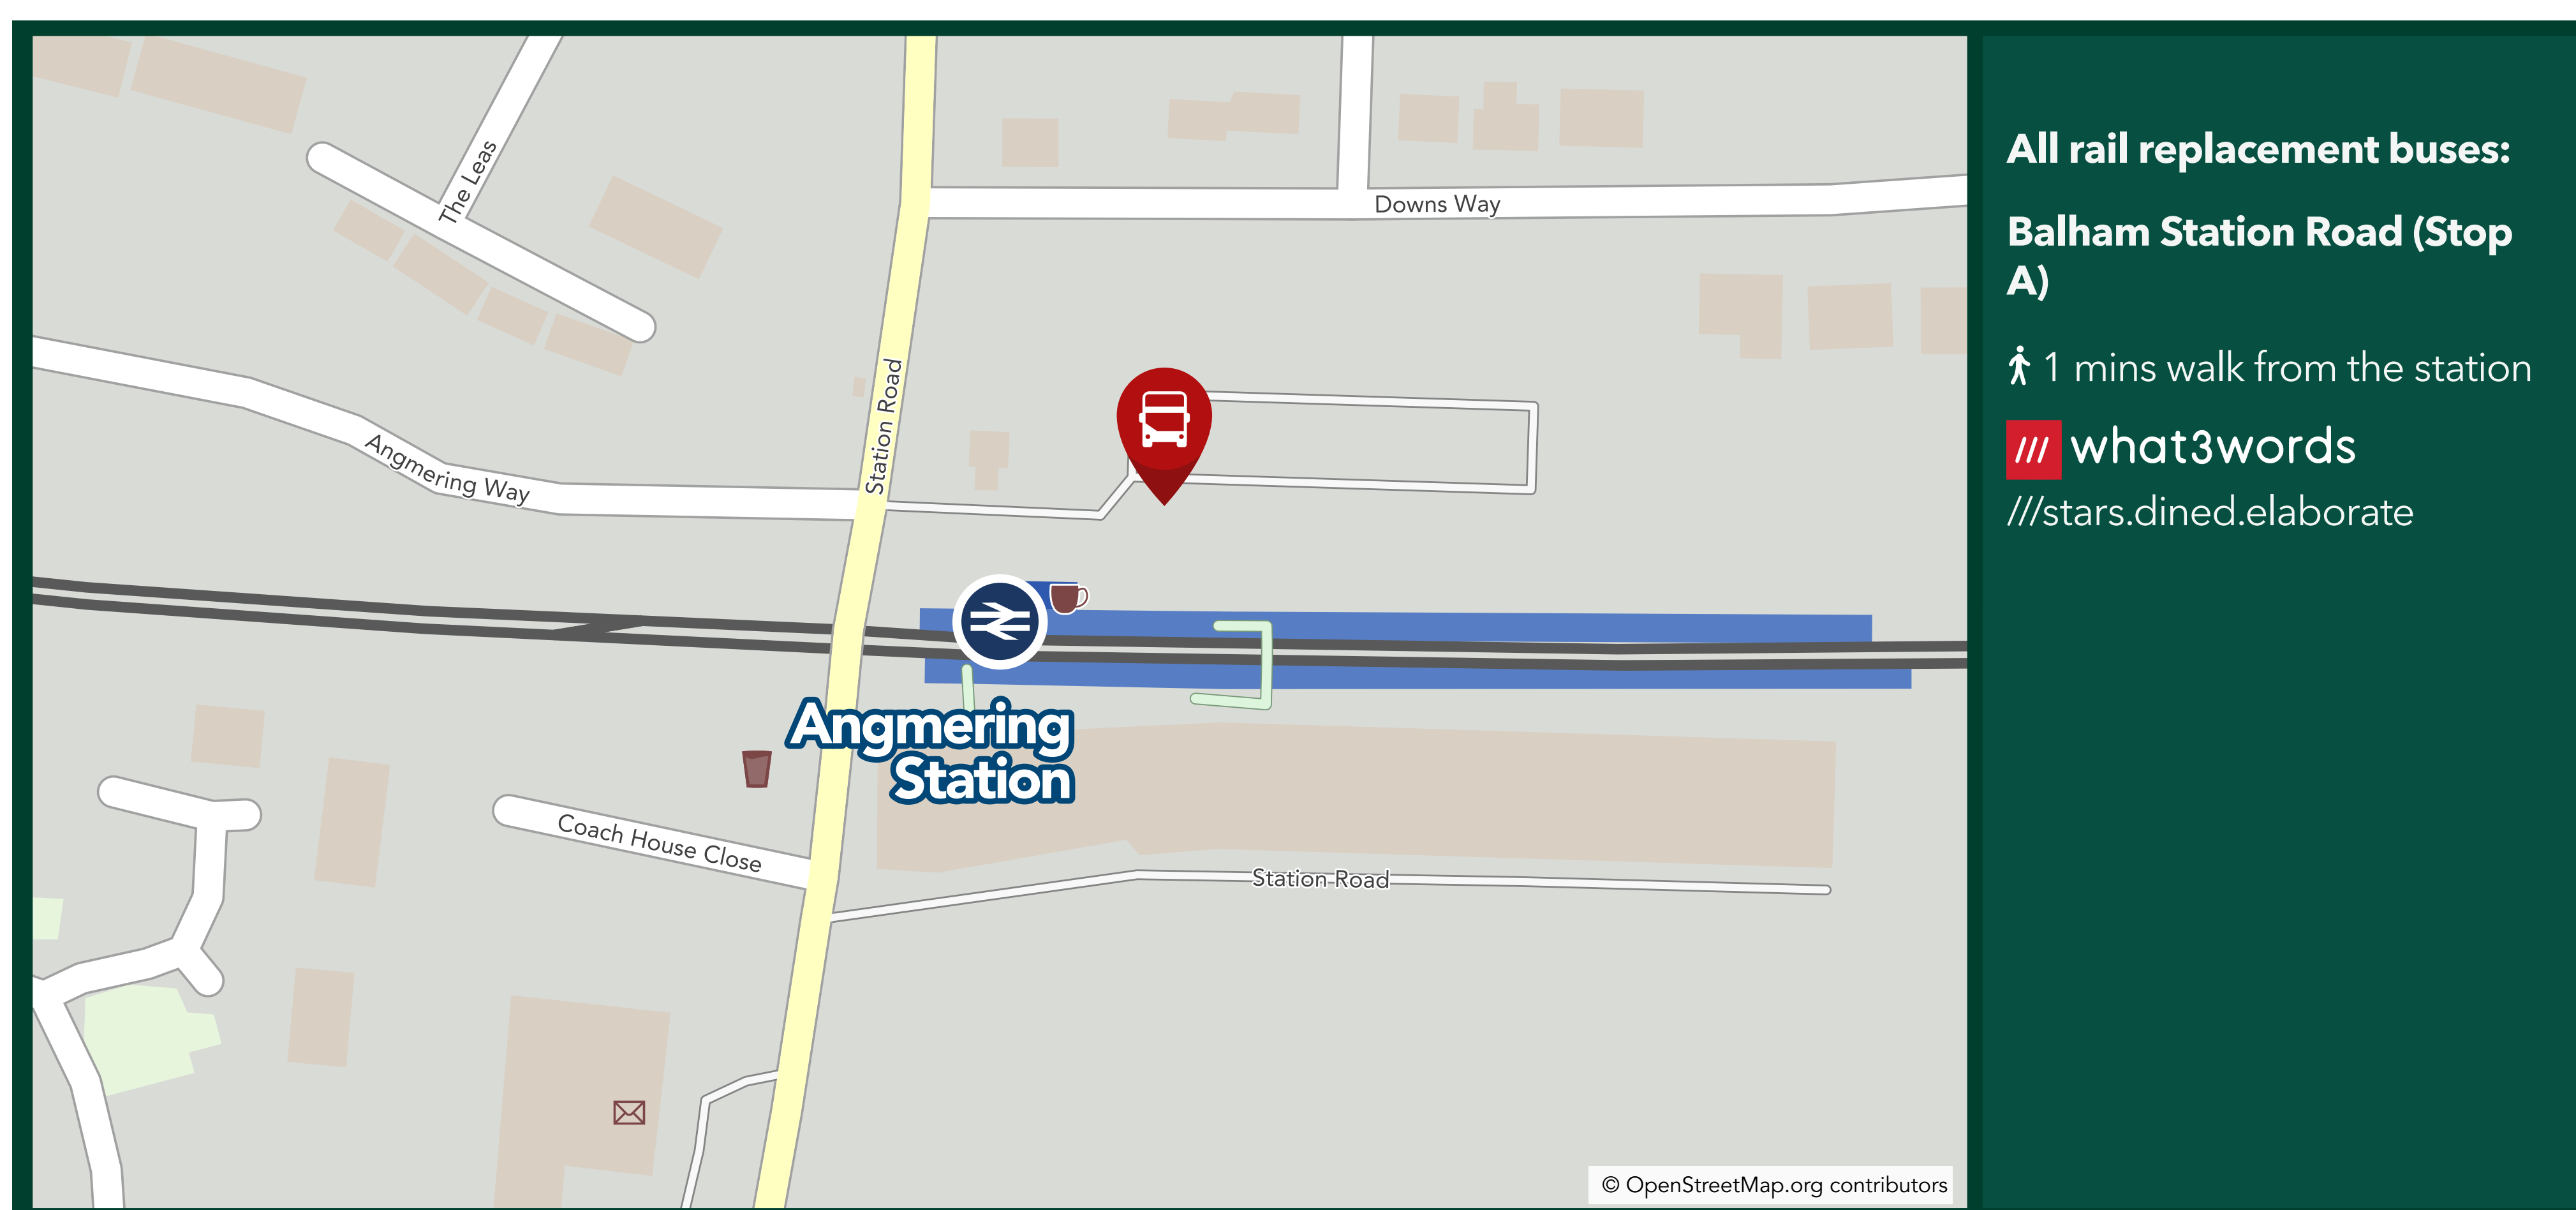 The Leas
Downs Way
Station Road
Angmering Way
Angmering
Station
Coach House Close
Station Road
© OpenStreetMap.org contributors
All rail replacement buses:
Balham Station Road (Stop
A)
1 mins walk from the station
what3words
///stars.dined.elaborate